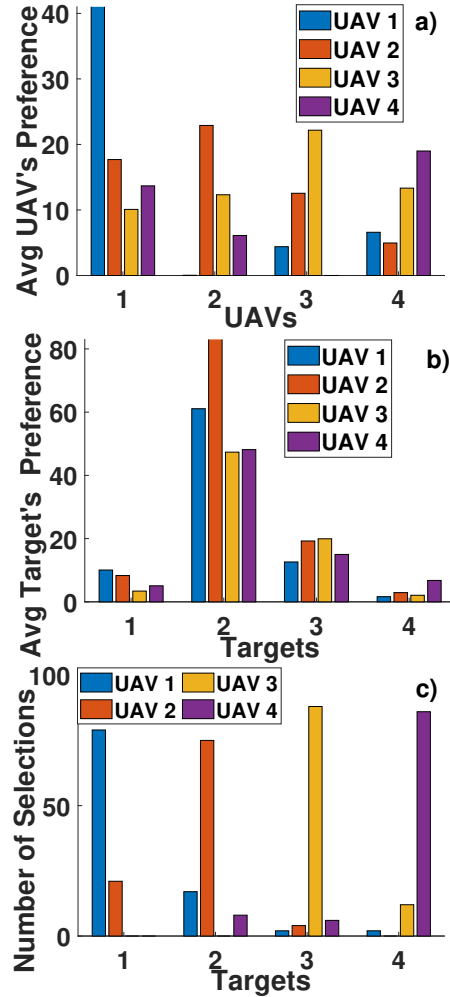 a)
Avg UAV's Preference
40
30
20
10
0
UAV 1
UAV 2
UAV 3
UAV 4
1 2 3 4
UAVs
b)
Avg Target's Preference
80
60
40
20
0
UAV 1
UAV 2
UAV 3
UAV 4
1 2 3 4
Targets
c)
Number of Selections
100
50
0
UAV 1 UAV 3
UAV 2 UAV 4
1 2 3 4
Targets